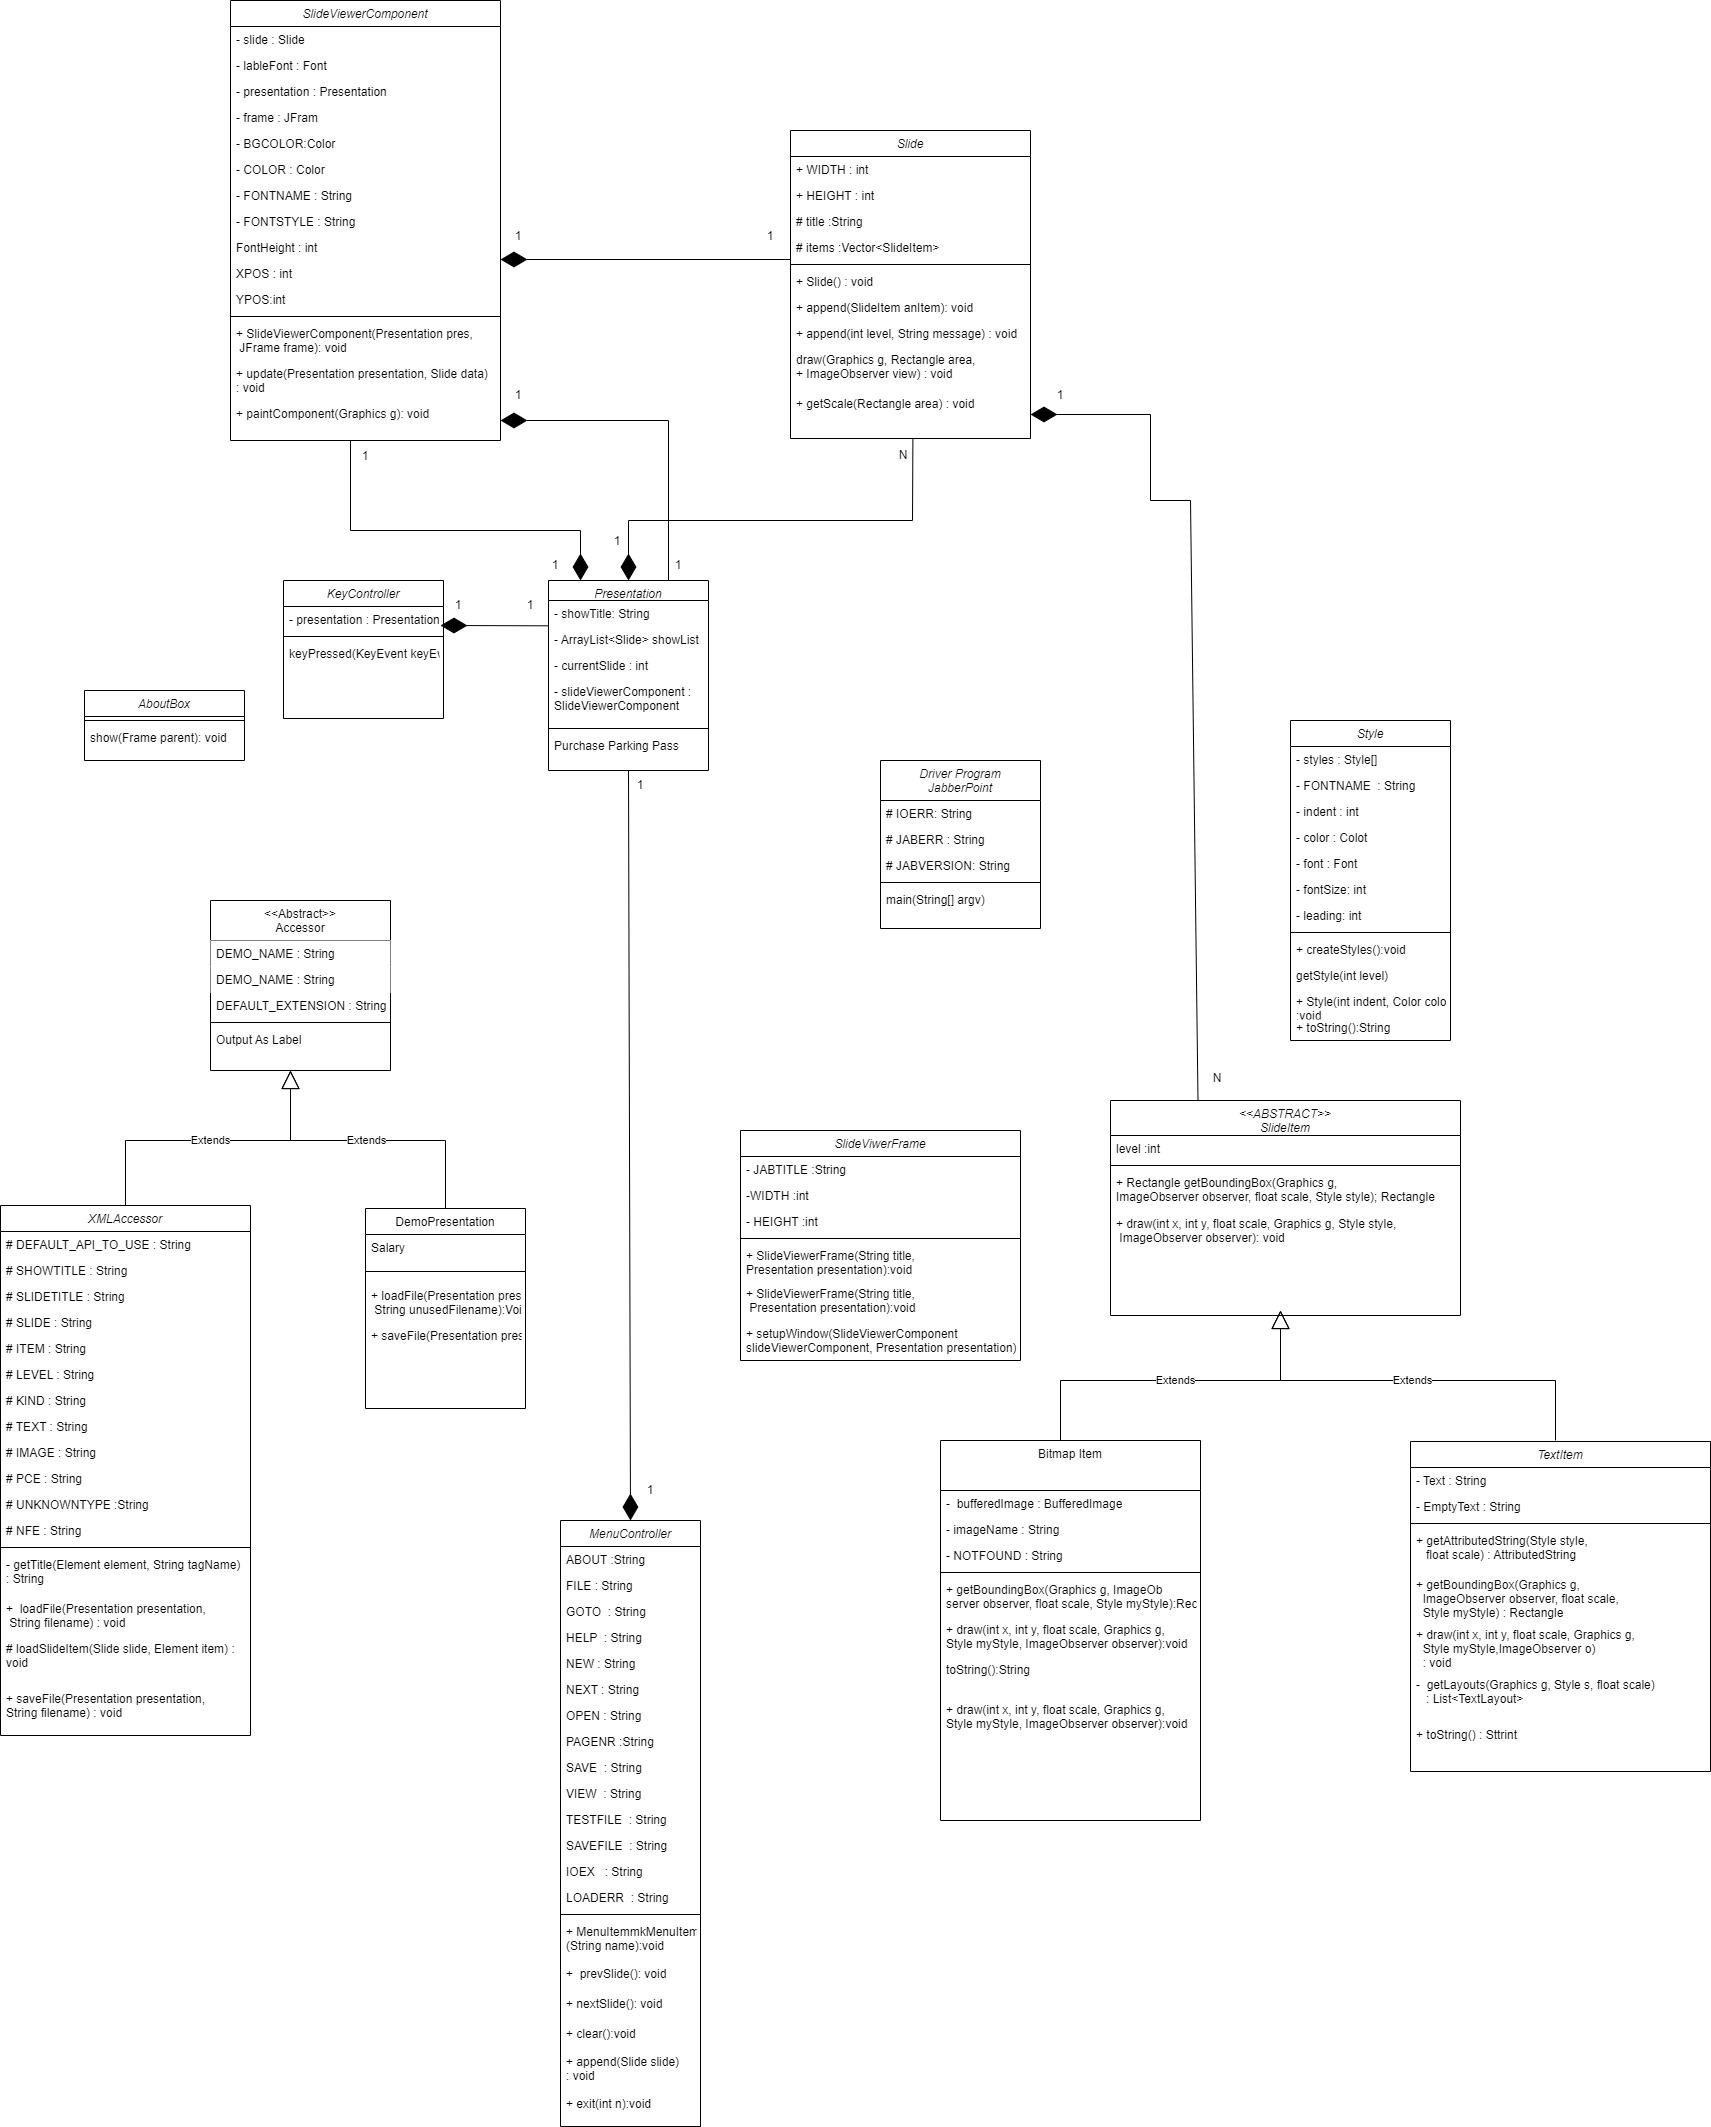 SlideViewerComponent
- slide : Slide
- lableFont : Font
- presentation : Presentation
- frame : JFram
- BGCOLOR:Color
- COLOR : Color
- FONTNAME : String
- FONTSTYLE : String
FontHeight : int
XPOS : int
YPOS:int
+ SlideViewerComponent(Presentation pres,
JFrame frame): void
+ update(Presentation presentation, Slide data)
: void
+ paintComponent(Graphics g): void
1
1
Slide
+ WIDTH : int
+ HEIGHT : int
# title :String
# items :Vector<SlideItem>
+ Slide() : void
+ append(SlideItem anItem): void
+ append(int level, String message) : void
draw(Graphics g, Rectangle area,
+ ImageObserver view) : void
+ getScale(Rectangle area) : void
1
1
1
N
1
1
1
KeyController
- presentation : Presentation
keyPressed(KeyEvent keyEv
1
1
Presentation
- showTitle: String
- ArrayList<Slide> showList
- currentSlide : int
- slideViewerComponent :
SlideViewerComponent
Purchase Parking Pass
1
AboutBox
show(Frame parent): void
Driver Program
JabberPoint
# IOERR: String
# JABERR : String
# JABVERSION: String
main(String[] argv)
Style
- styles : Style[]
- FONTNAME : String
- indent : int
- color : Colot
- font : Font
- fontSize: int
- leading: int
+ createStyles():void
getStyle(int level)
+ Style(int indent, Color colo
:void
+ toString():String
<<Abstract>>
Accessor
DEMO_NAME : String
DEMO_NAME : String
DEFAULT_EXTENSION : String
Output As Label
Extends
Extends
N
<<ABSTRACT>>
SlideItem
level :int
+ Rectangle getBoundingBox(Graphics g,
ImageObserver observer, float scale, Style style); Rectangle
+ draw(int x, int y, float scale, Graphics g, Style style,
ImageObserver observer): void
SlideViwerFrame
- JABTITLE :String
-WIDTH :int
- HEIGHT :int
+ SlideViewerFrame(String title,
Presentation presentation):void
+ SlideViewerFrame(String title,
Presentation presentation):void
+ setupWindow(SlideViewerComponent
slideViewerComponent, Presentation presentation)
XMLAccessor
# DEFAULT_API_TO_USE : String
# SHOWTITLE : String
# SLIDETITLE : String
# SLIDE : String
# ITEM : String
# LEVEL : String
# KIND : String
# TEXT : String
# IMAGE : String
# PCE : String
# UNKNOWNTYPE :String
# NFE : String
- getTitle(Element element, String tagName)
: String
+ loadFile(Presentation presentation,
String filename) : void
# loadSlideItem(Slide slide, Element item) :
void
+ saveFile(Presentation presentation,
String filename) : void
DemoPresentation
Salary
+ loadFile(Presentation pres
String unusedFilename):Voi
+ saveFile(Presentation pres
Extends
Extends
Bitmap Item
- bufferedImage : BufferedImage
- imageName : String
- NOTFOUND : String
+ getBoundingBox(Graphics g, ImageOb
server observer, float scale, Style myStyle):Rec
+ draw(int x, int y, float scale, Graphics g,
Style myStyle, ImageObserver observer):void
toString():String
+ draw(int x, int y, float scale, Graphics g,
Style myStyle, ImageObserver observer):void
TextItem
- Text : String
- EmptyText : String
+ getAttributedString(Style style,
float scale) : AttributedString
+ getBoundingBox(Graphics g,
ImageObserver observer, float scale,
Style myStyle) : Rectangle
+ draw(int x, int y, float scale, Graphics g,
Style myStyle,ImageObserver o)
: void
- getLayouts(Graphics g, Style s, float scale)
: List<TextLayout>
+ toString() : Sttrint
1
MenuController
ABOUT :String
FILE : String
GOTO : String
HELP : String
NEW : String
NEXT : String
OPEN : String
PAGENR :String
SAVE : String
VIEW : String
TESTFILE : String
SAVEFILE : String
IOEX : String
LOADERR : String
+ MenuItemmkMenuItem
(String name):void
+ prevSlide(): void
+ nextSlide(): void
+ clear():void
+ append(Slide slide)
: void
+ exit(int n):void